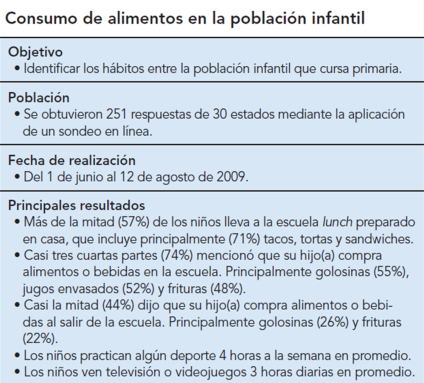 Consumo de alimentos en la población infantil
Objetivo
• Identificar los hábitos entre la población infantil que cursa primaria.
Población
• Se obtuvieron 251 respuestas de 30 estados mediante la aplicación
de un sondeo en línea.
Fecha de realización
• Del 1 de junio al 12 de agosto de 2009.
Principales resultados
• Más de la mitad (57%) de los niños lleva a la escuela lunch preparado
en casa, que incluye principalmente (71%) tacos, tortas y sandwiches.
• Casi tres cuartas partes (74%) mencionó que su hijo(a) compra
alimentos o bebidas en la escuela. Principalmente golosinas (55%),
jugos envasados (52%) y frituras (48%).
• Casi la mitad (44%) dijo que su hijo(a) compra alimentos o bebi-
das al salir de la escuela. Principalmente golosinas (26%) y frituras
(22%).
• Los niños practican algún deporte 4 horas a la semana en promedio.
• Los niños ven televisión o videojuegos 3 horas diarias en promedio.